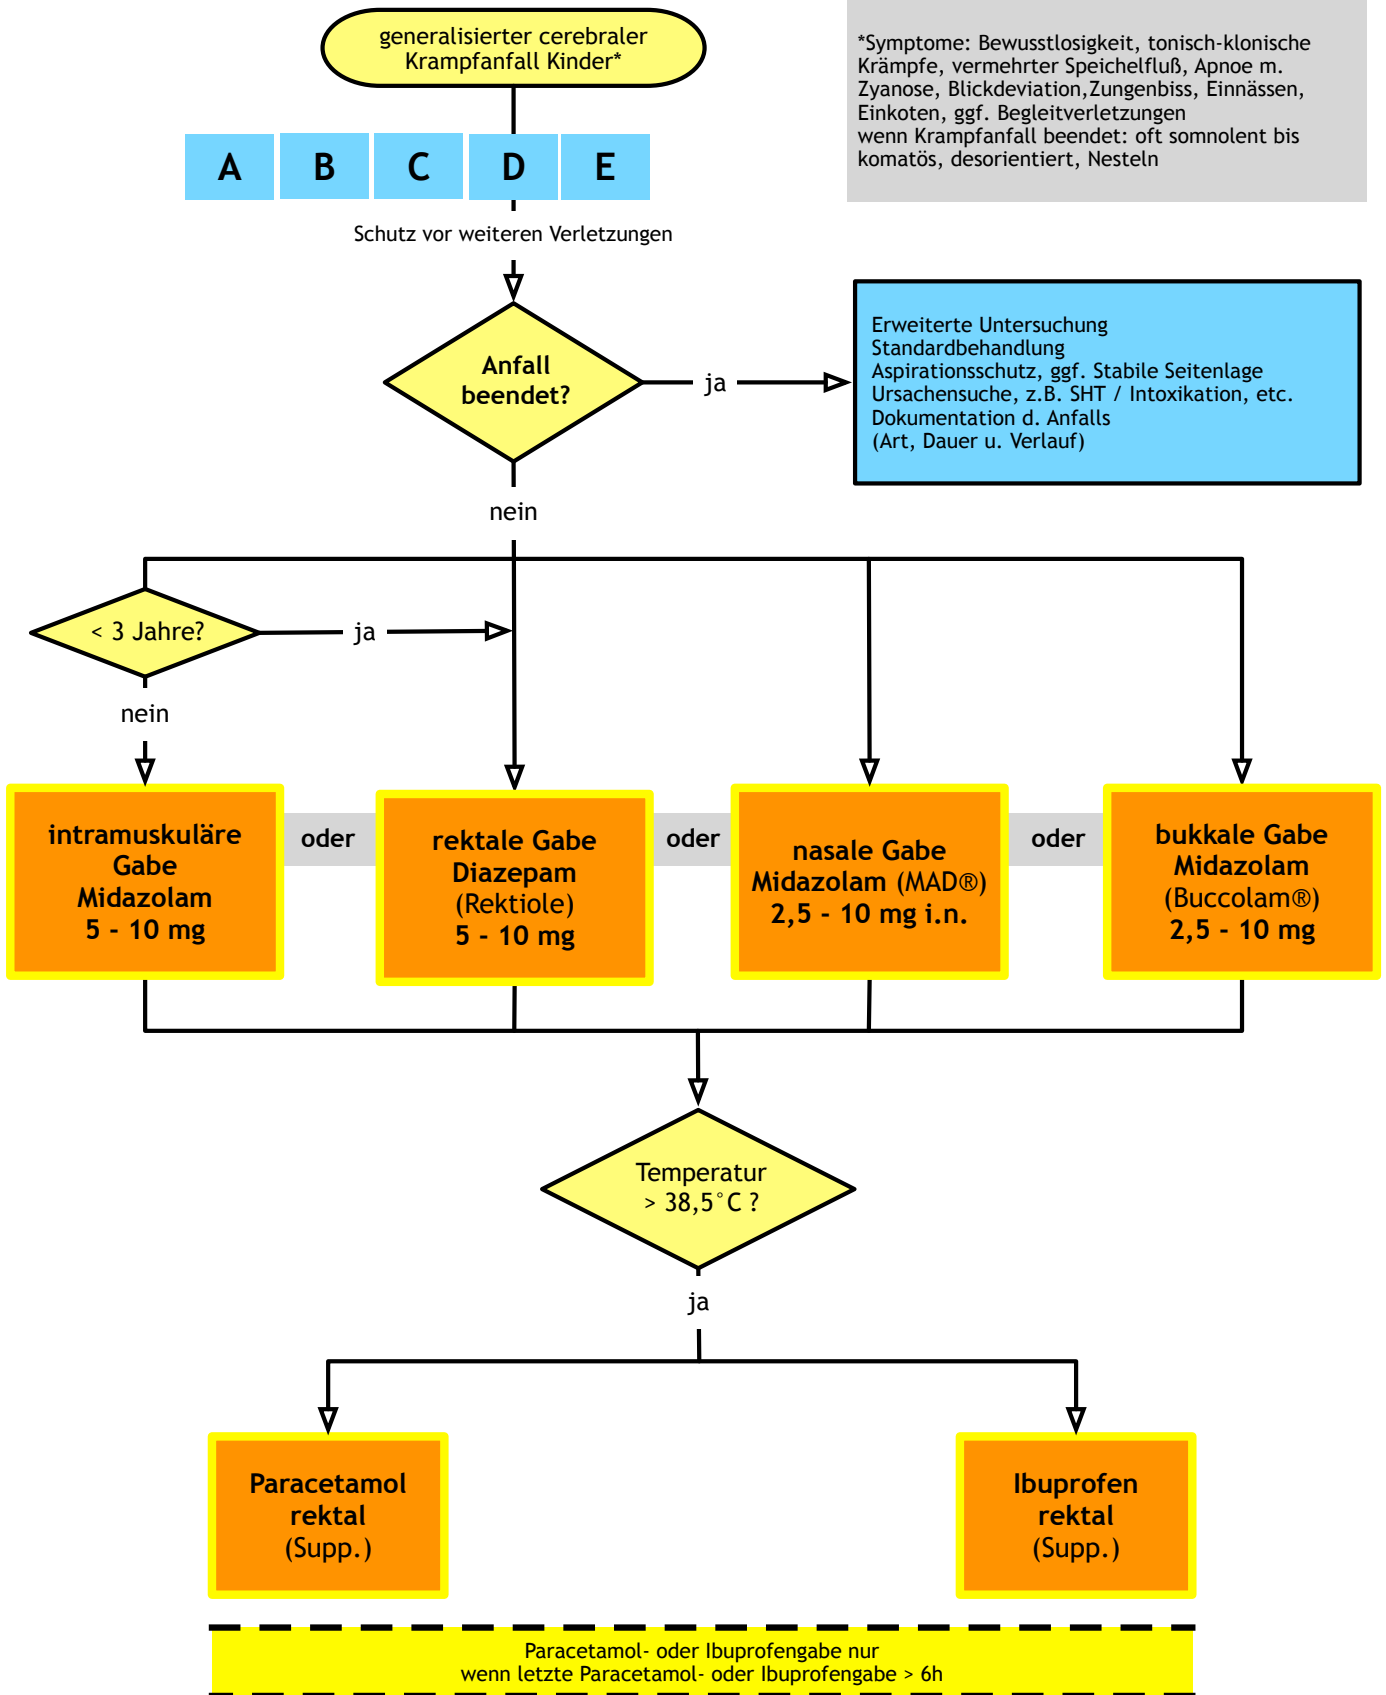 generalisierter cerebraler
Krampfanfall Kinder*
*Symptome: Bewusstlosigkeit, tonisch-klonische
Krämpfe, vermehrter Speichelfluß, Apnoe m.
Zyanose, Blickdeviation,Zungenbiss, Einnässen,
Einkoten, ggf. Begleitverletzungen
wenn Krampfanfall beendet: oft somnolent bis
komatös, desorientiert, Nesteln
A B C D E
Schutz vor weiteren Verletzungen
Anfall
beendet?
ja
Erweiterte Untersuchung
Standardbehandlung
Aspirationsschutz, ggf. Stabile Seitenlage
Ursachensuche, z.B. SHT / Intoxikation, etc.
Dokumentation d. Anfalls
(Art, Dauer u. Verlauf)
nein
< 3 Jahre?
ja
nein
intramuskuläre
Gabe
Midazolam
5 - 10 mg
oder
rektale Gabe
Diazepam
(Rektiole)
5 - 10 mg
oder
nasale Gabe
Midazolam (MAD®)
2,5 - 10 mg i.n.
oder
bukkale Gabe
Midazolam
(Buccolam®)
2,5 - 10 mg
Temperatur
> 38,5°C ?
ja
Paracetamol
rektal
(Supp.)
Ibuprofen
rektal
(Supp.)
Paracetamol- oder Ibuprofengabe nur
wenn letzte Paracetamol- oder Ibuprofengabe > 6h